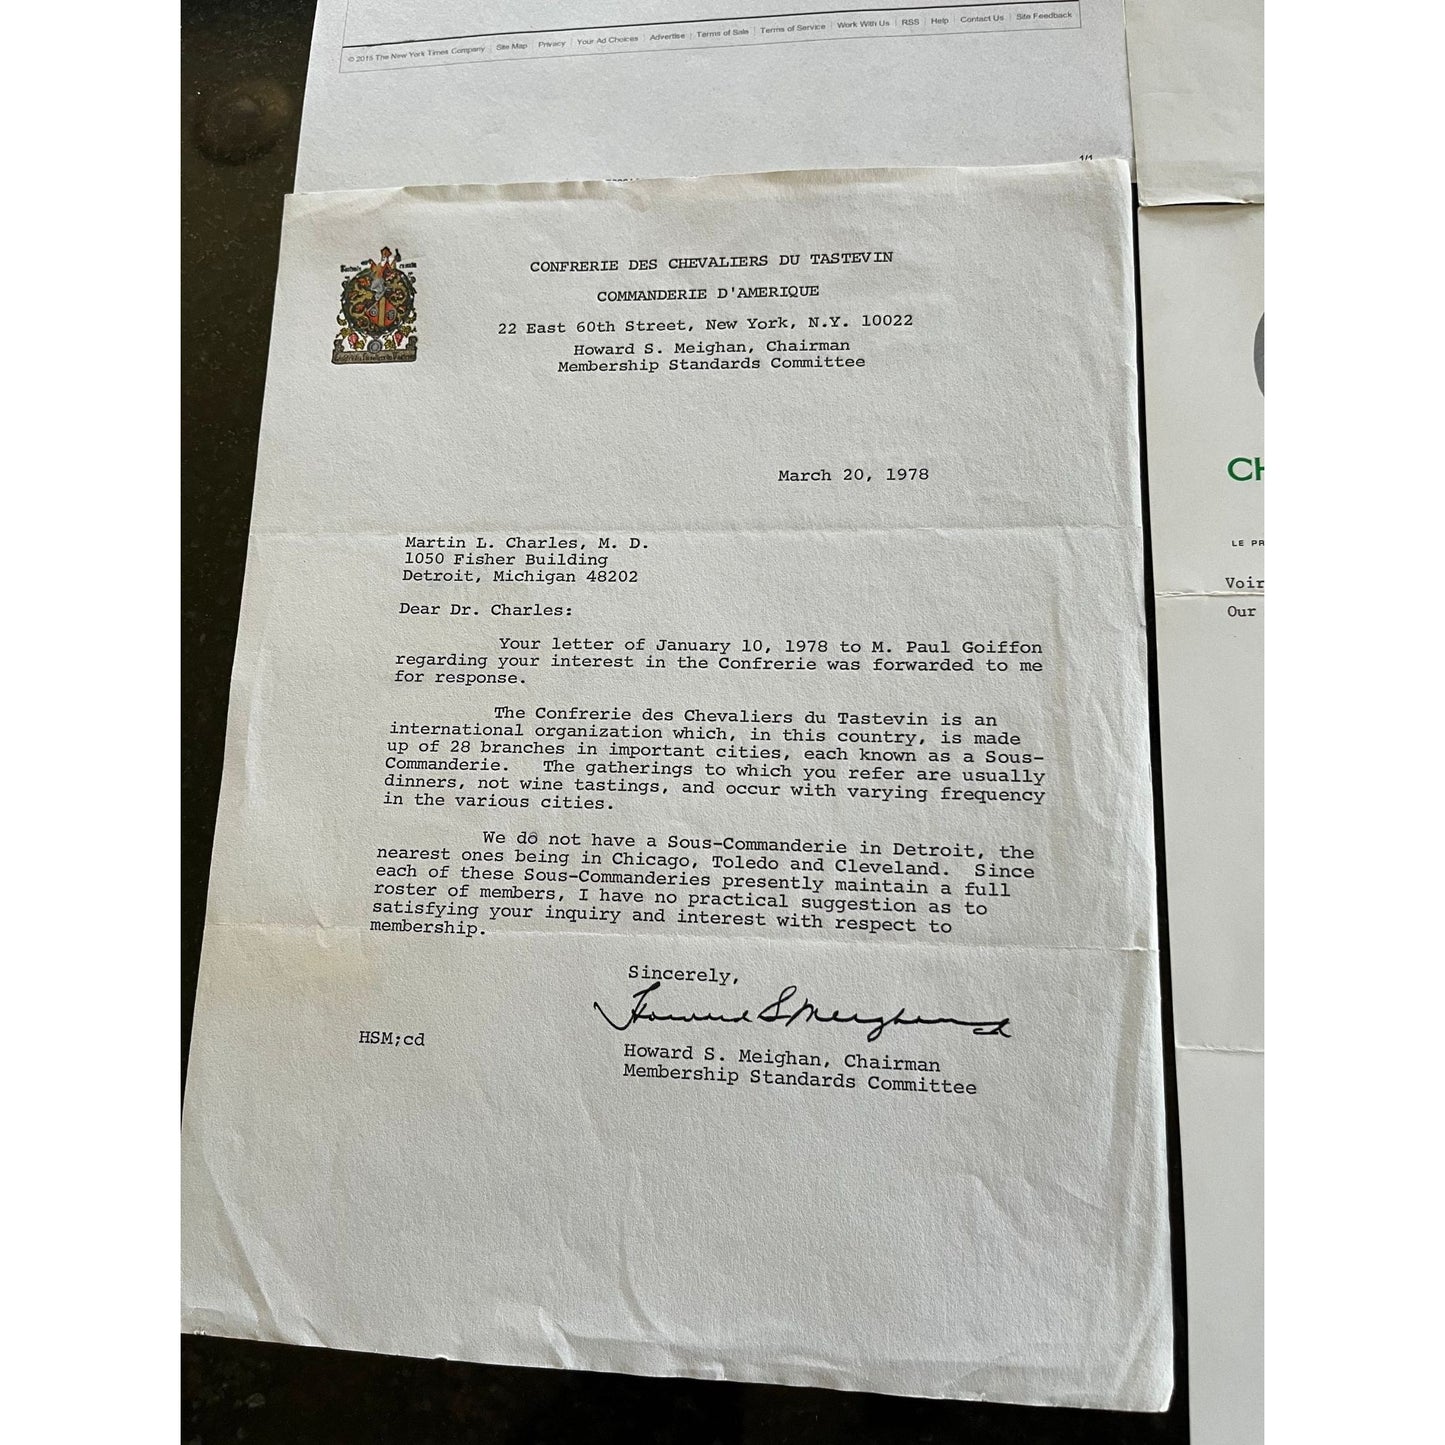 © 2015 The New York Times Company | Site Map | Privacy | Your Ad Choices | Advertise | Terms of Sale | Terms of Service | Work With Us | RSS | Help | Contact Us | Site Feedback
1/1
CONFRERIE DES CHEVALIERS DU TASTEVIN
COMMANDERIE D'AMERIQUE
22 East 60th Street, New York, N.Y. 10022
Howard S. Meighan, Chairman
Membership Standards Committee
March 20, 1978
Martin L. Charles, M. D.
1050 Fisher Building
Detroit, Michigan 48202
Dear Dr. Charles:
Your letter of January 10, 1978 to M. Paul Goiffon
regarding your interest in the Confrerie was forwarded to me
for response.
The Confrerie des Chevaliers du Tastevin is an
international organization which, in this country, is made
up of 28 branches in important cities, each known as a Sous-
Commanderie. The gatherings to which you refer are usually
dinners, not wine tastings, and occur with varying frequency
in the various cities.
We do not have a Sous-Commanderie in Detroit, the
nearest ones being in Chicago, Toledo and Cleveland. Since
each of these Sous-Commanderies presently maintain a full
roster of members, I have no practical suggestion as to
satisfying your inquiry and interest with respect to
membership.
Sincerely,
Howard S Meighan
HSM;cd
Howard S. Meighan, Chairman
Membership Standards Committee
CH
LE PR
Voir
Our